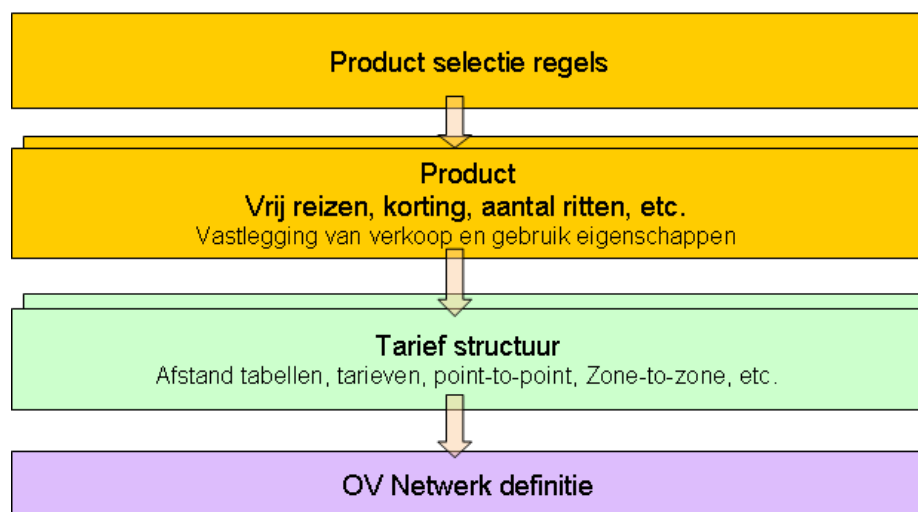 Product selectie regels
Product
Vrij reizen, korting, aantal ritten, etc.
Vastlegging van verkoop en gebruik eigenschappen
Tarief structuur
Afstand tabellen, tarieven, point-to-point, Zone-to-zone, etc.
OV Netwerk definitie